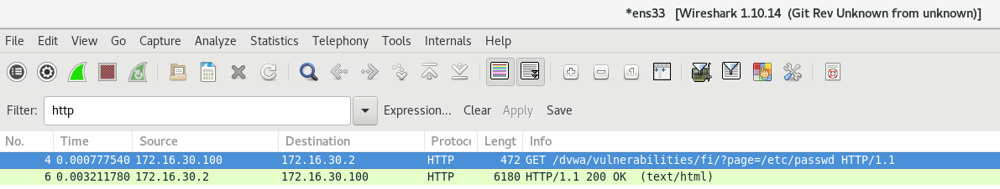 *ens33 [Wireshark 1.10.14 (Git Rev Unknown from unknown)]
File Edit View Go Capture Analyze Statistics Telephony Tools Internals Help
Filter: http Expression... Clear Apply Save
No. Time Source Destination Protoco Lengt Info
4 0.000777540 172.16.30.100 172.16.30.2 HTTP 472 GET /dvwa/vulnerabilities/fi/?page=/etc/passwd HTTP/1.1
6 0.003211780 172.16.30.2 172.16.30.100 HTTP 6180 HTTP/1.1 200 OK (text/html)